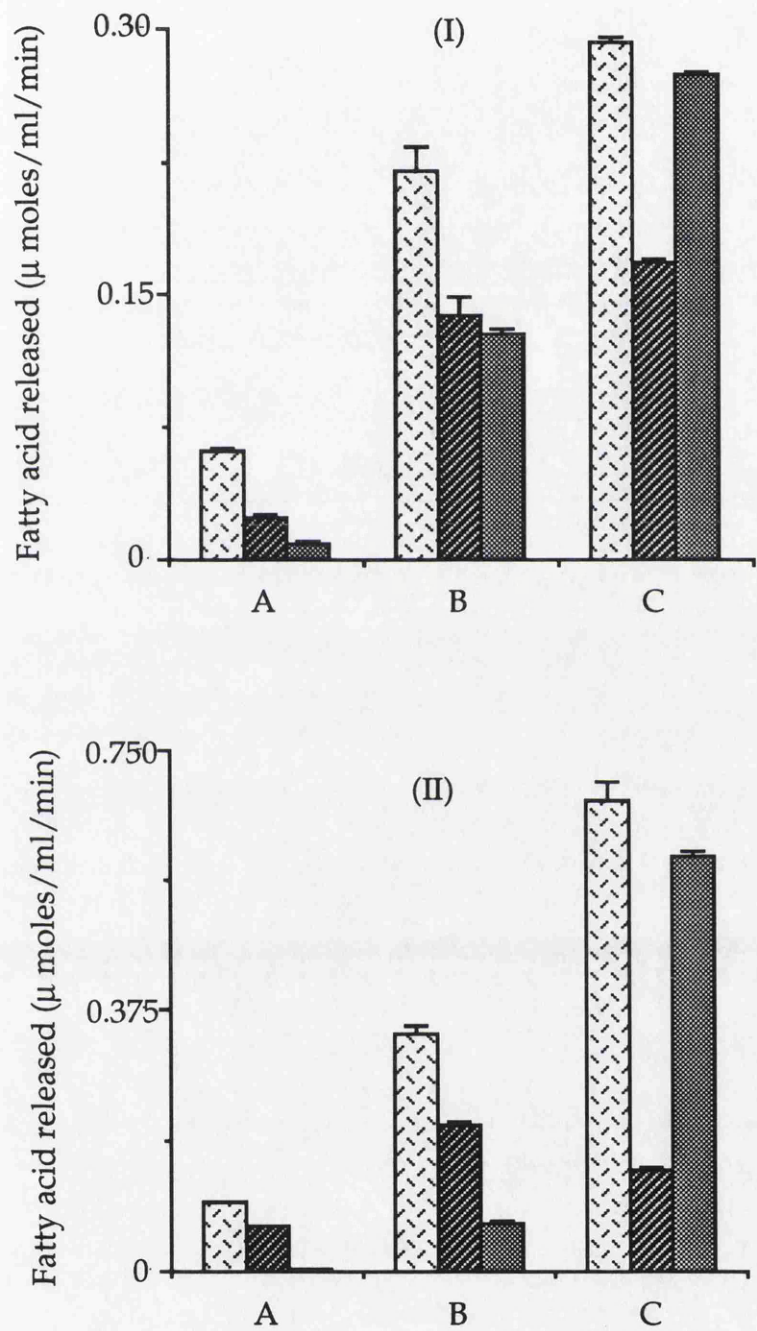 (I)
Fatty acid released (μ moles/ml/min)
0.30
0.15
0
A B C
(II)
Fatty acid released (μ moles/ml/min)
0.750
0.375
0
A B C